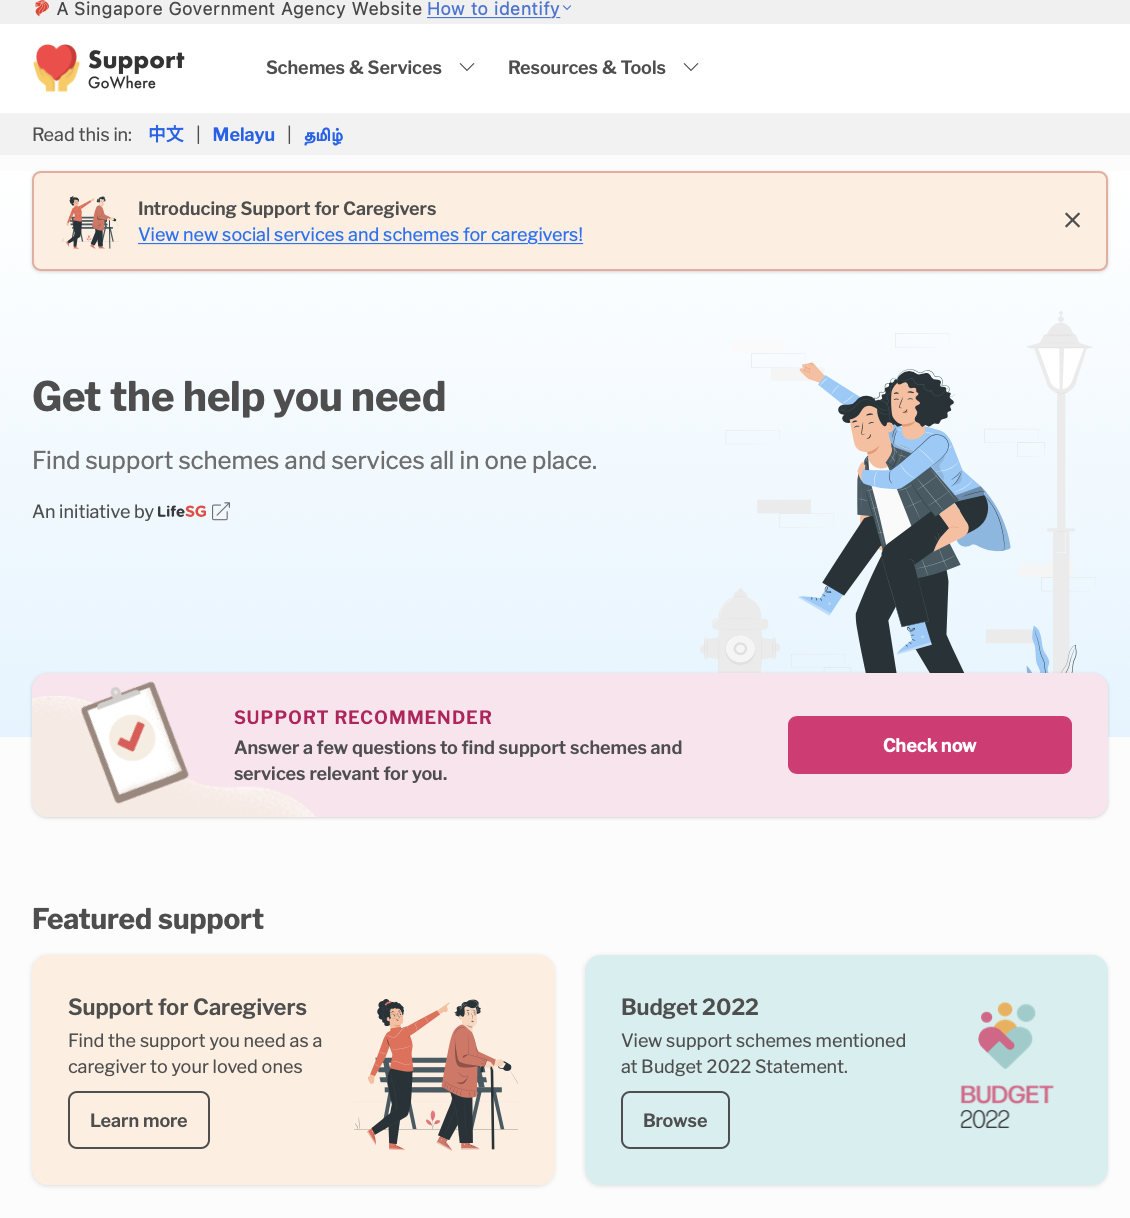 A Singapore Government Agency Website How to identify
Support
GoWhere
Schemes & Services
Resources & Tools
Read this in: 中文 | Melayu | தமிழ்
Introducing Support for Caregivers
View new social services and schemes for caregivers!
Get the help you need
Find support schemes and services all in one place.
An initiative by LifeSG
SUPPORT RECOMMENDER
Answer a few questions to find support schemes and
services relevant for you.
Check now
Featured support
Support for Caregivers
Find the support you need as a
caregiver to your loved ones
Learn more
Budget 2022
View support schemes mentioned
at Budget 2022 Statement.
Browse
BUDGET
2022